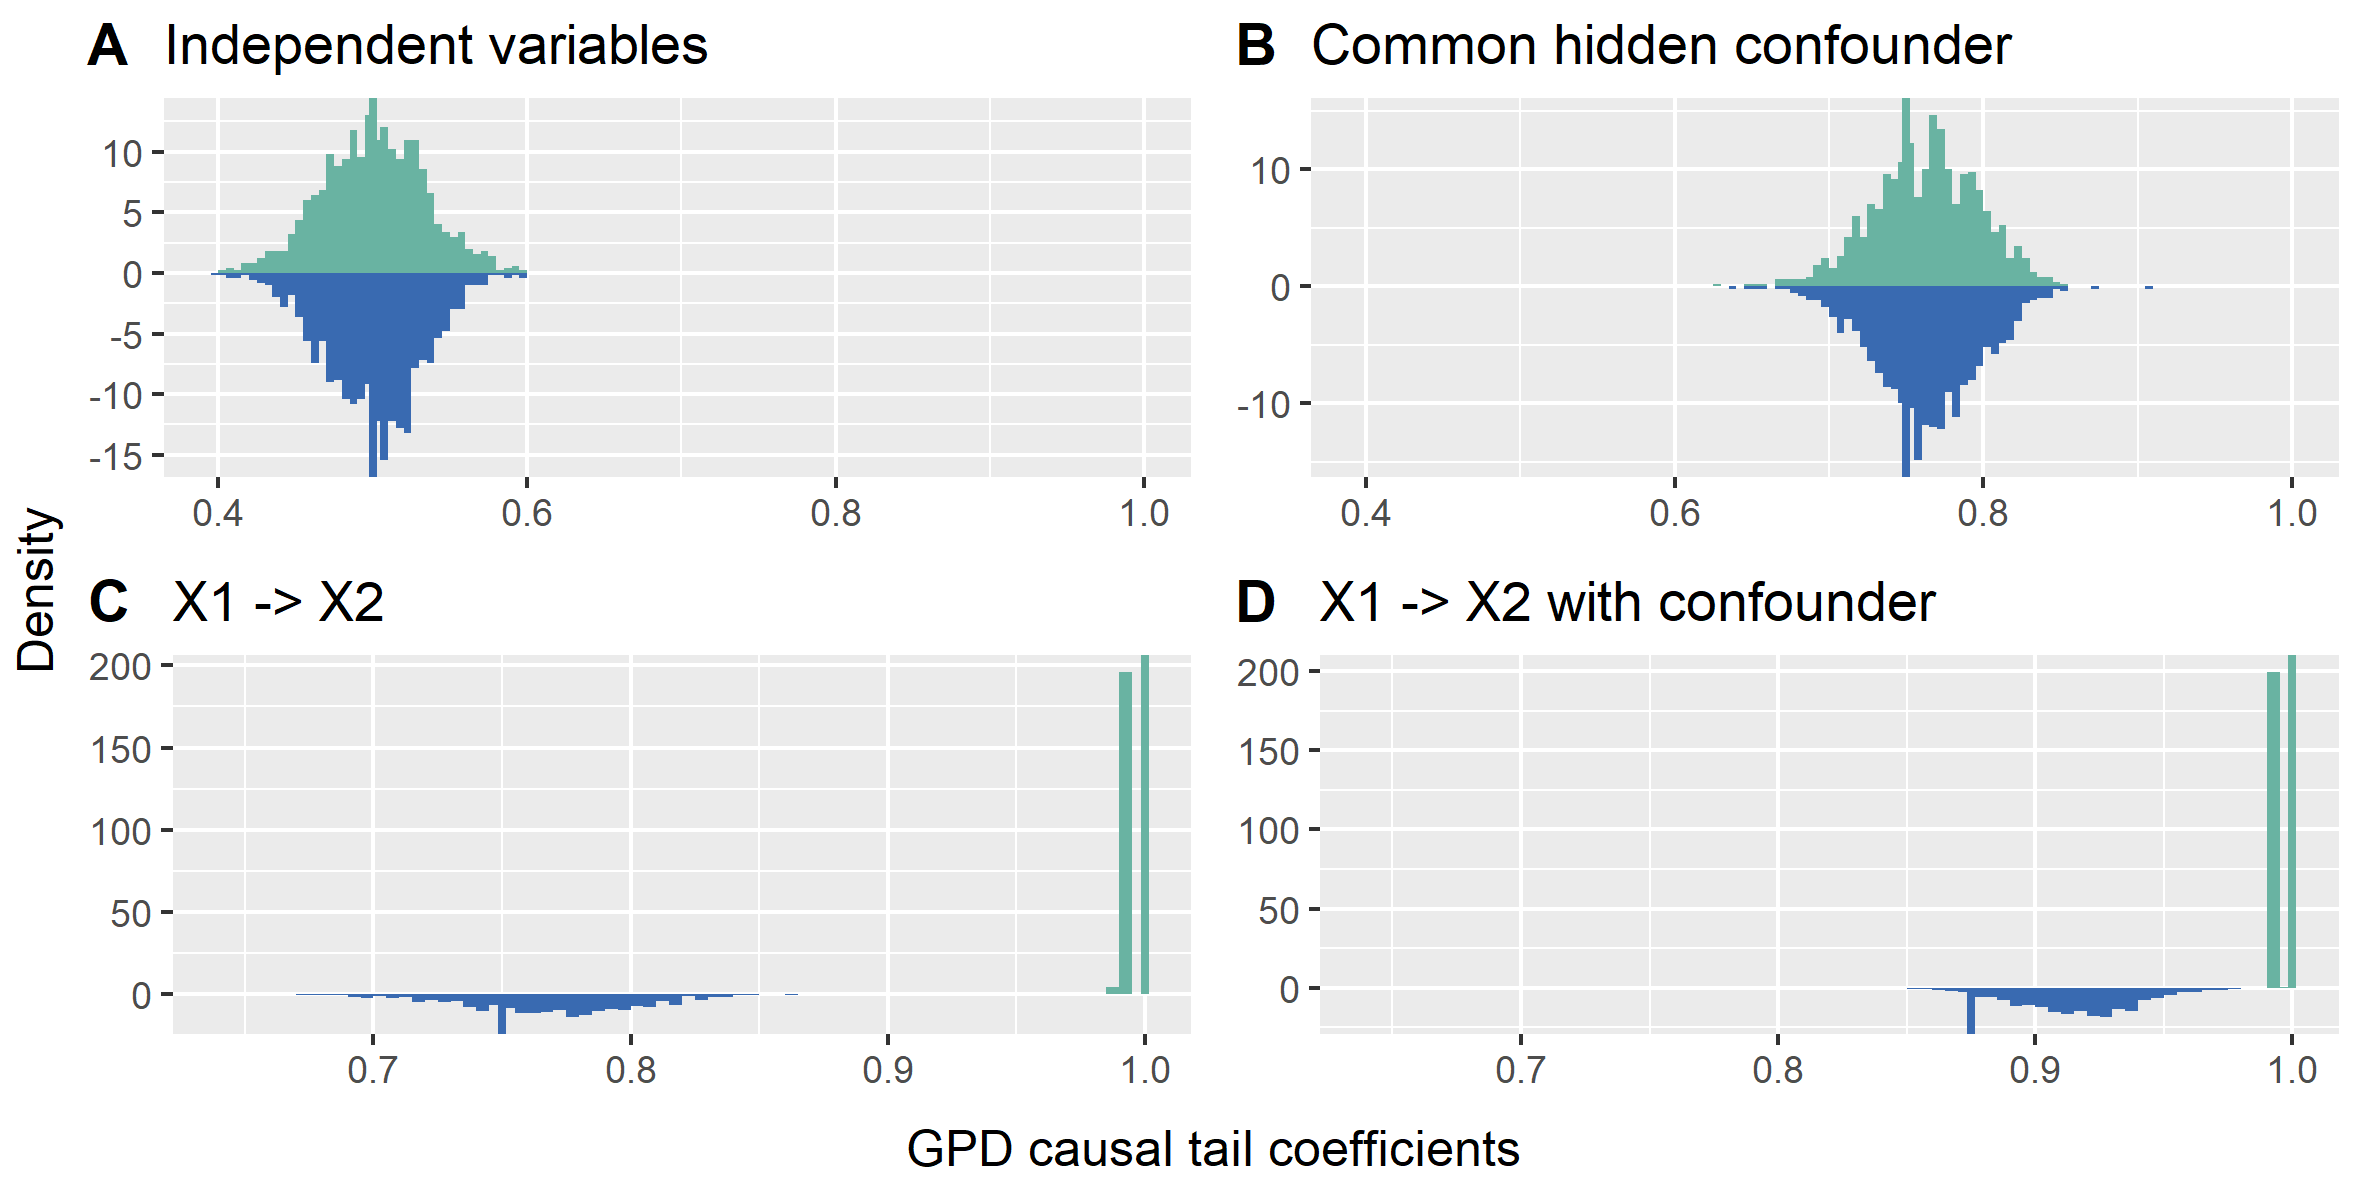 A Independent variables
10
5
0
-5
-10
-15
0.4 0.6 0.8 1.0
B Common hidden confounder
10
0
-10
0.4 0.6 0.8 1.0
Density
C X1 -> X2
200
150
100
50
0
0.7 0.8 0.9 1.0
D X1 -> X2 with confounder
200
150
100
50
0
0.7 0.8 0.9 1.0
GPD causal tail coefficients